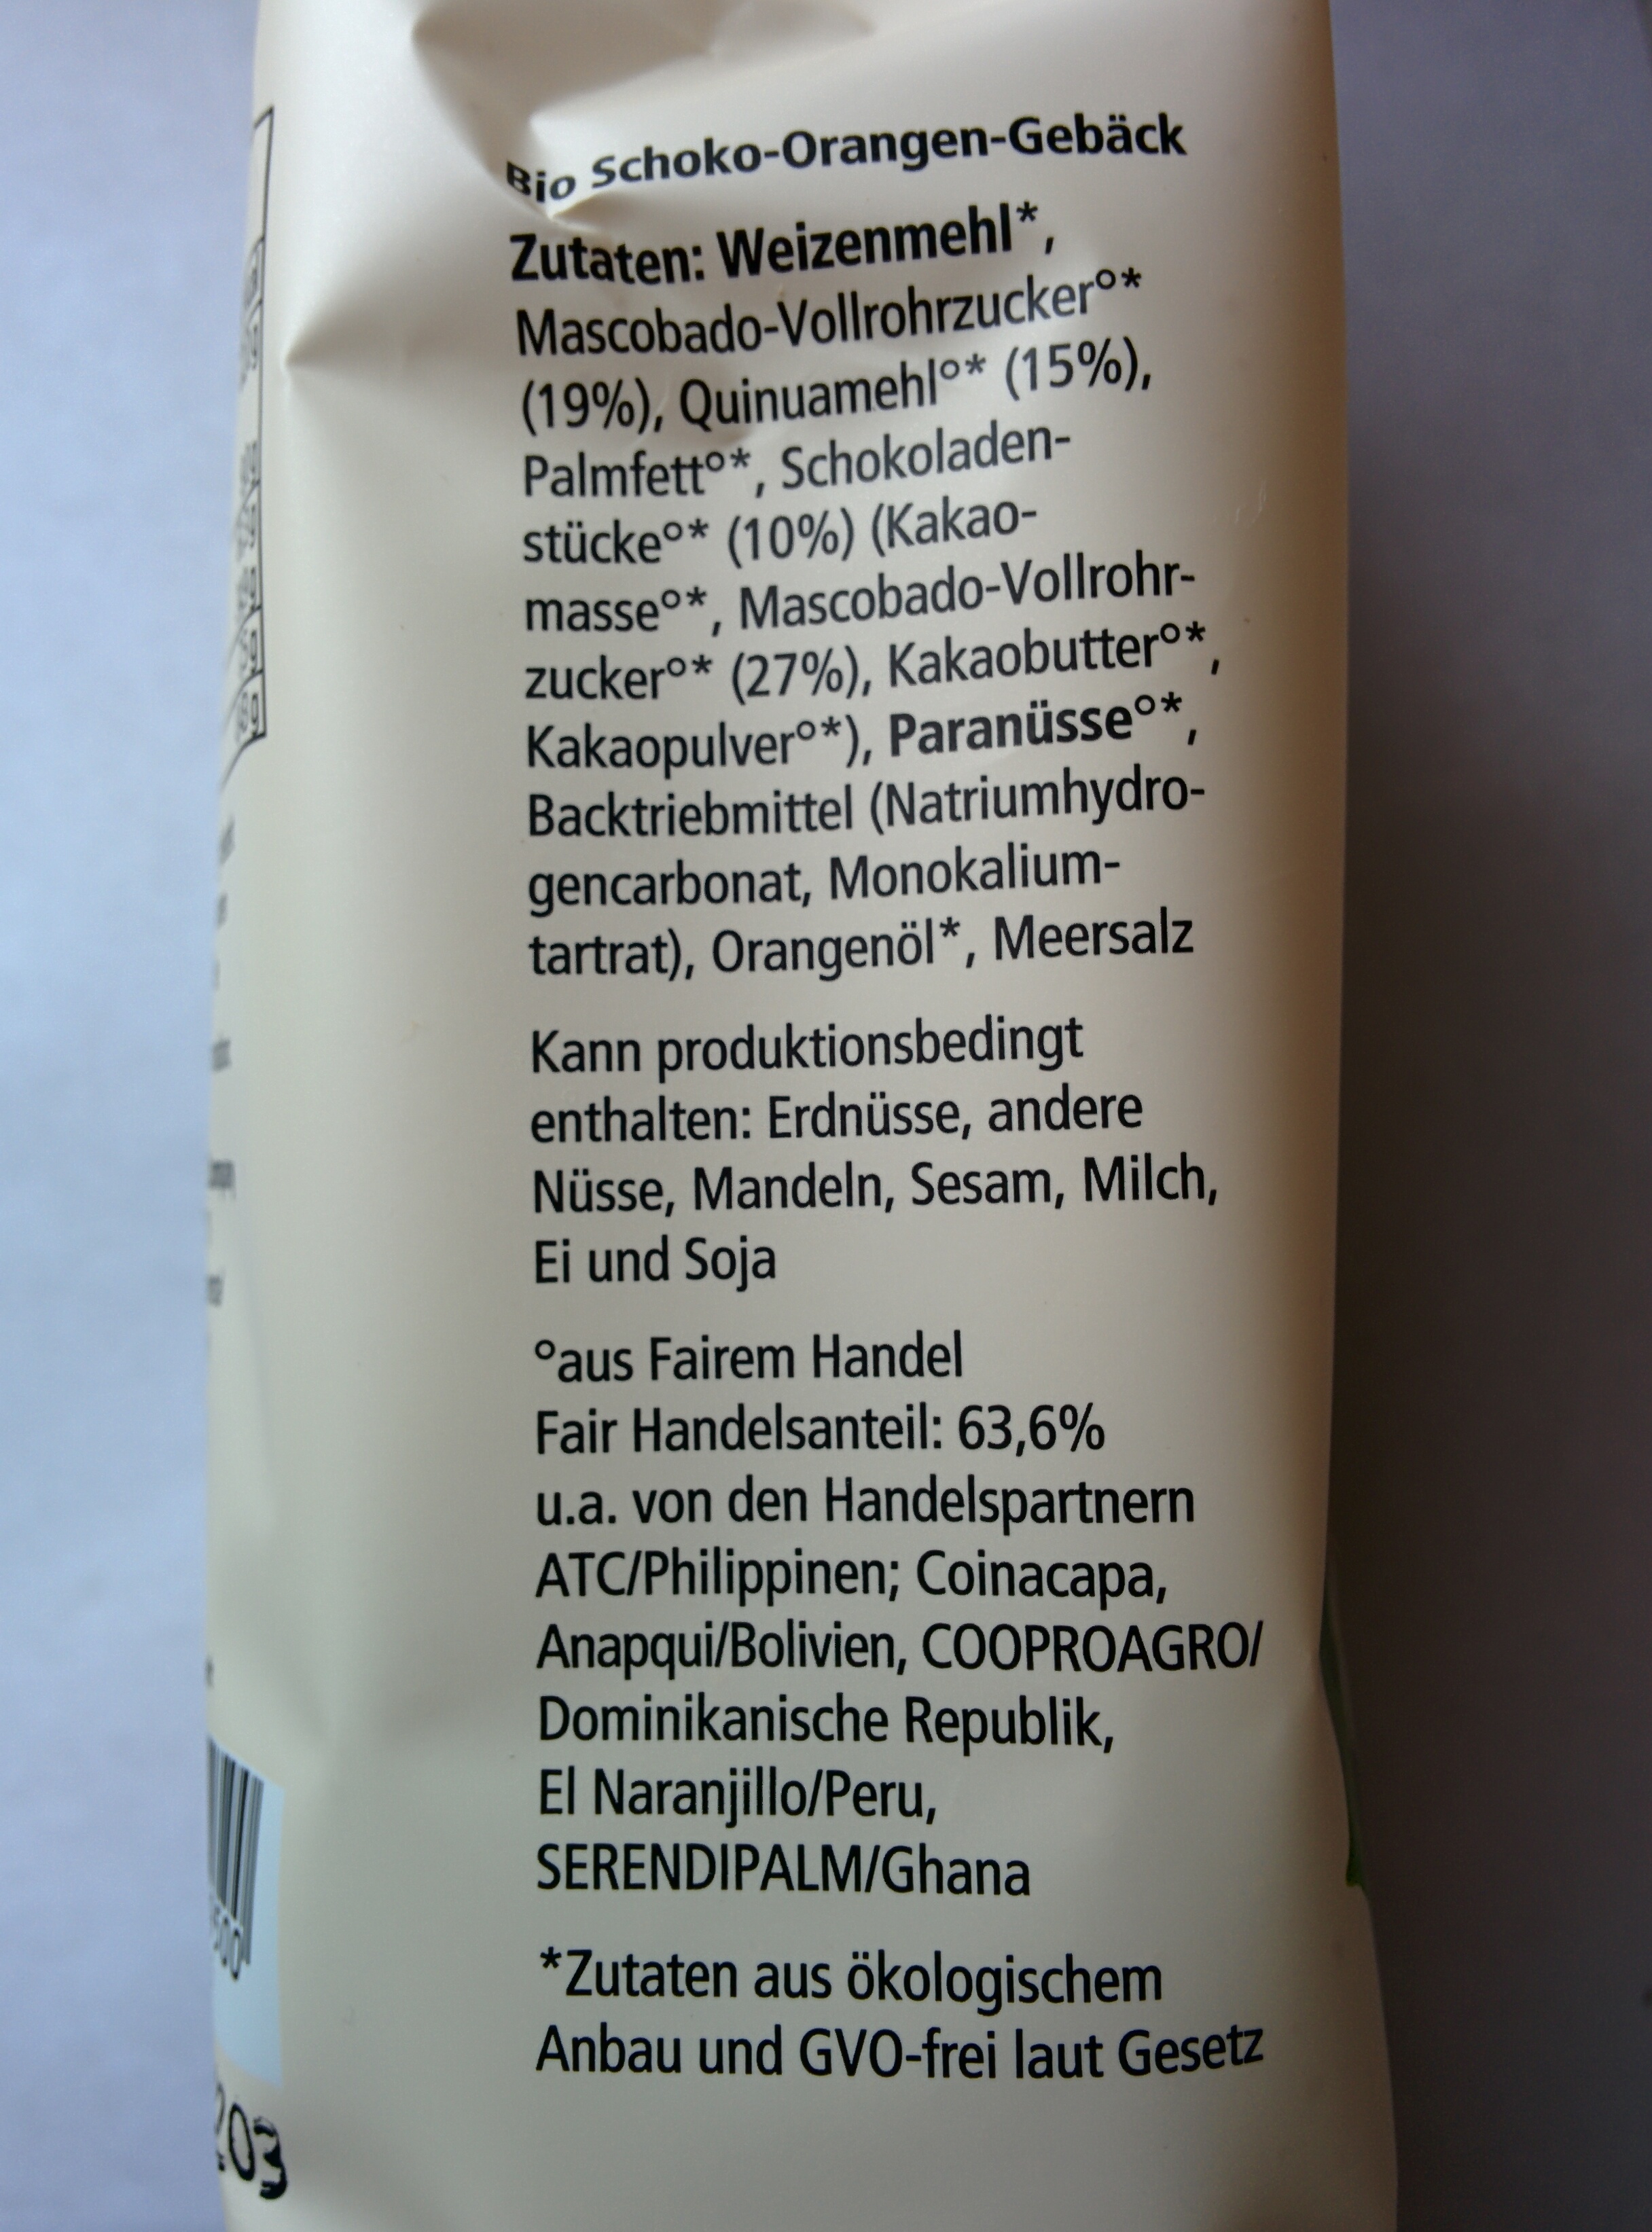 Bio Schoko-Orangen-Gebäck
Zutaten: Weizenmehl*,
Mascobado-Vollrohrzucker°*
(19%), Quinuamehl°* (15%),
Palmfett°*, Schokoladen-
stücke°* (10%) (Kakao-
masse°*, Mascobado-Vollrohr-
zucker°* (27%), Kakaobutter°*,
Kakaopulver°*), Paranüsse°*,
Backtriebmittel (Natriumhydro-
gencarbonat, Monokalium-
tartrat), Orangenöl*, Meersalz
Kann produktionsbedingt
enthalten: Erdnüsse, andere
Nüsse, Mandeln, Sesam, Milch,
Ei und Soja
°aus Fairem Handel
Fair Handelsanteil: 63,6%
u.a. von den Handelspartnern
ATC/Philippinen; Coinacapa,
Anapqui/Bolivien, COOPROAGRO/
Dominikanische Republik,
El Naranjillo/Peru,
SERENDIPALM/Ghana
*Zutaten aus ökologischem
Anbau und GVO-frei laut Gesetz
203